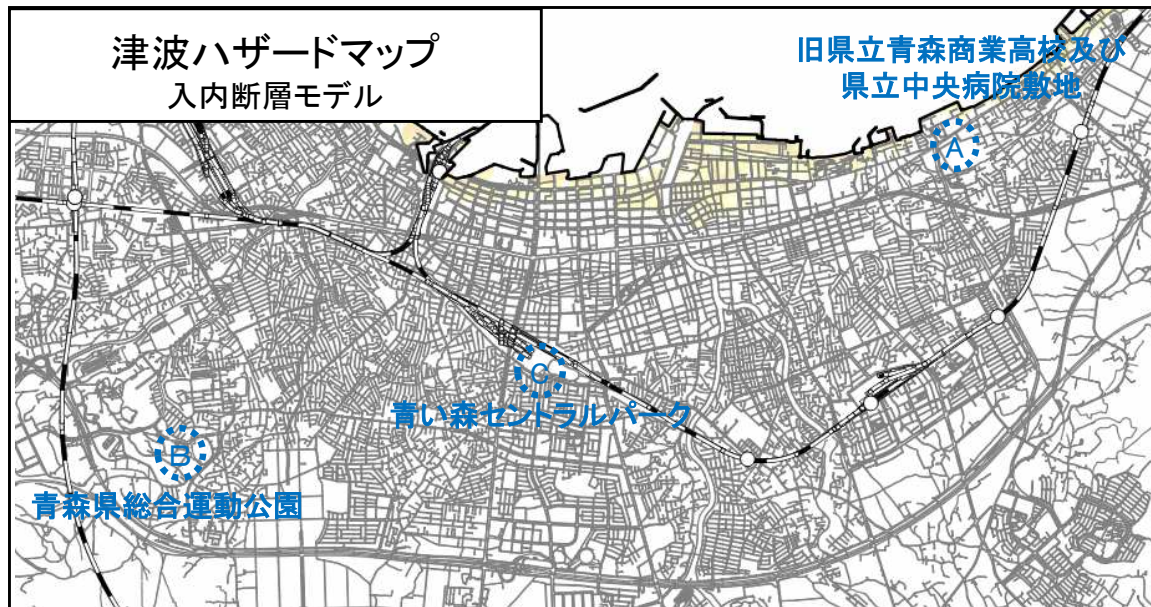 津波ハザードマップ
入内断層モデル
旧県立青森商業高校及び
県立中央病院敷地
A
C
青い森セントラルパーク
B
青森県総合運動公園